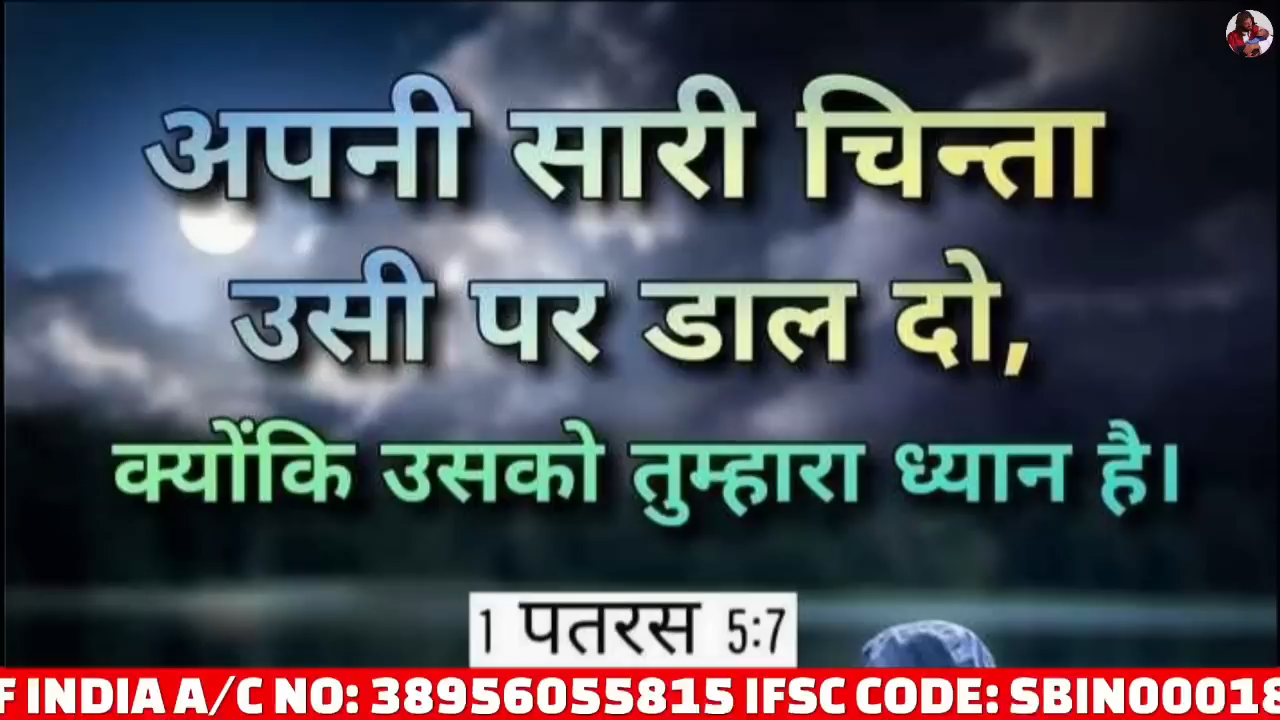 अपनी सारी चिन्ता
उसी पर डाल दो,
क्योंकि उसको तुम्हारा ध्यान है।
1 पतरस 5:7
F INDIA A/C NO: 38956055815 IFSC CODE: SBIN00018